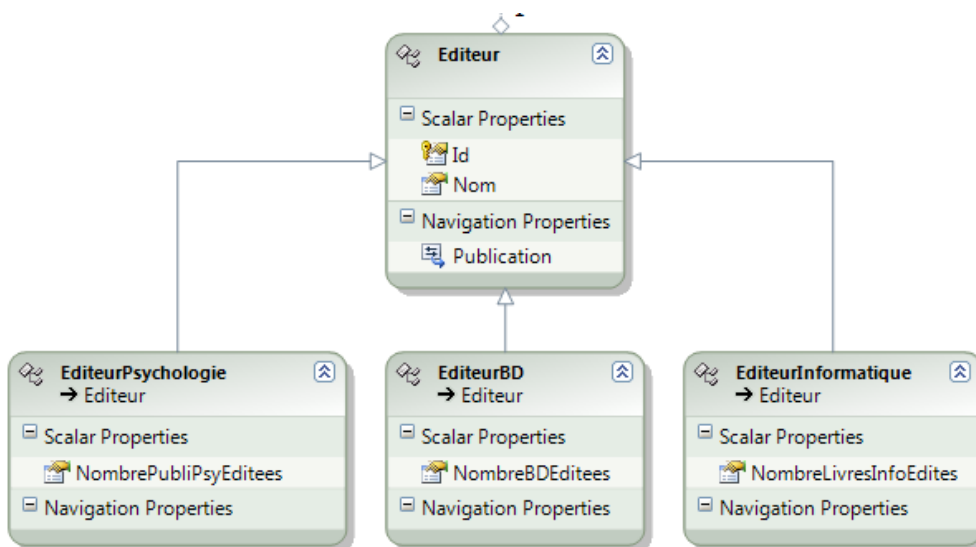 1
Editeur
Scalar Properties
Id
Nom
Navigation Properties
Publication
EditeurPsychologie
→ Editeur
Scalar Properties
NombrePubliPsyEditees
Navigation Properties
EditeurBD
→ Editeur
Scalar Properties
NombreBDEditees
Navigation Properties
EditeurInformatique
→ Editeur
Scalar Properties
NombreLivresInfoEdites
Navigation Properties